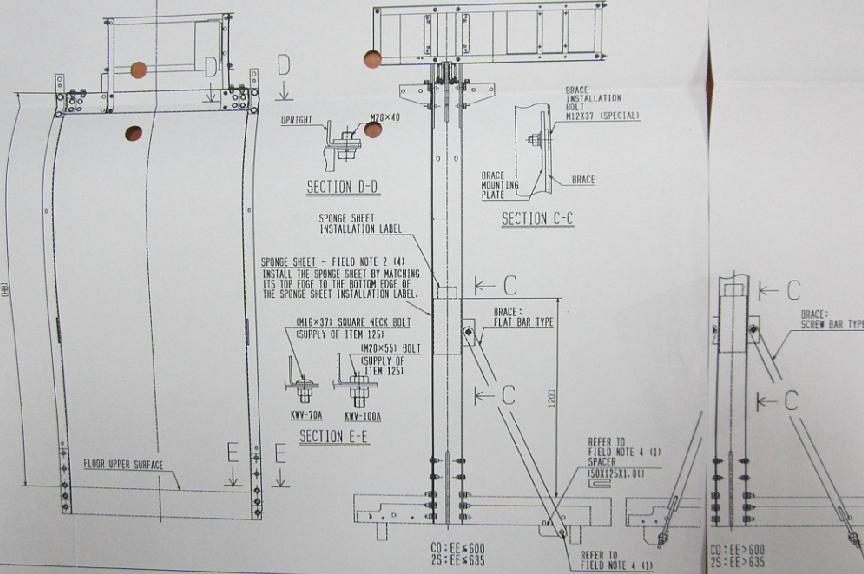 D
D
UPRIGHT
M20×40
SECTION D-D
BRACE
INSTALLATION
BOLT
M12X37 (SPECIAL)
BRACE
MOUNTING
PLATE
BRACE
SECTION C-C
SPONGE SHEET
INSTALLATION LABEL
SPONGE SHEET - FIELD NOTE 2 (4)
INSTALL THE SPONGE SHEET BY MATCHING
ITS TOP EDGE TO THE BOTTOM EDGE OF
THE SPONGE SHEET INSTALLATION LABEL.
(M16×37) SQUARE NECK BOLT
(SUPPLY OF ITEM 125)
(M20×55) BOLT
(SUPPLY OF
ITEM 125)
KWV-70A
KWV-100A
SECTION E-E
(HB)
C
BRACE:
FLAT BAR TYPE
C
1200
E
E
FLOOR UPPER SURFACE
REFER TO
FIELD NOTE 4 (1)
SPACER
(50X125X1.0t)
CO:EE≤600
2S:EE≤635
REFER TO
FIELD NOTE 4 (1)
C
BRACE:
SCREW BAR TYPE
C
CO:EE>600
2S:EE>635